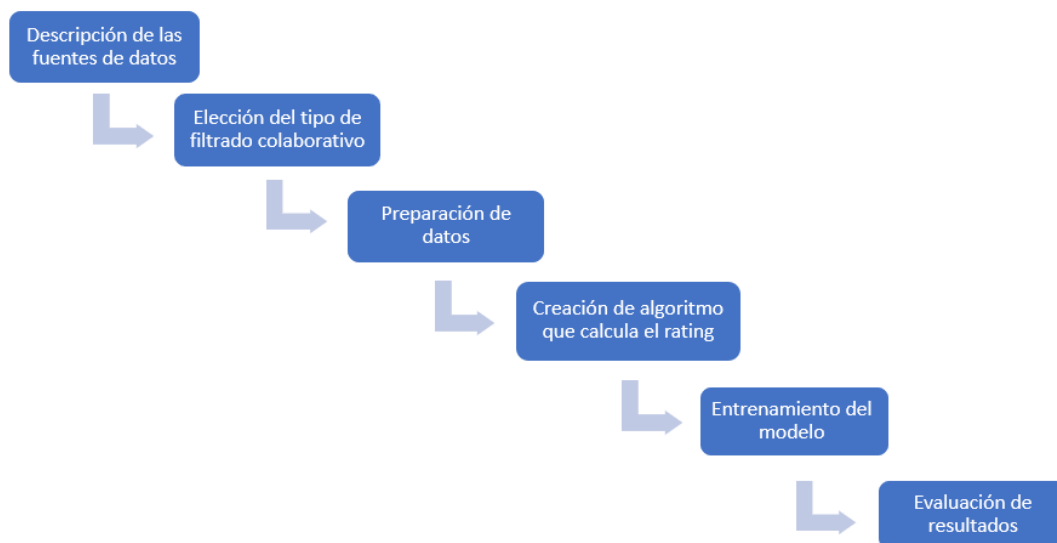 Descripción de las
fuentes de datos
Elección del tipo de
filtrado colaborativo
Preparación de
datos
Creación de algoritmo
que calcula el rating
Entrenamiento del
modelo
Evaluación de
resultados